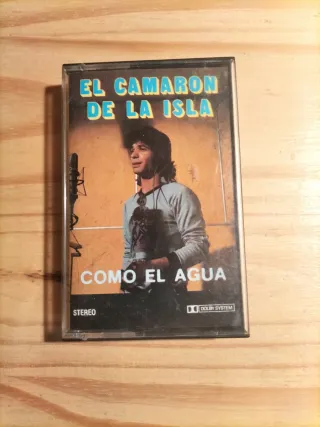 EL CAMARON
DE LA ISLA
COMO EL AGUA
STEREO
DOLBY SYSTEM